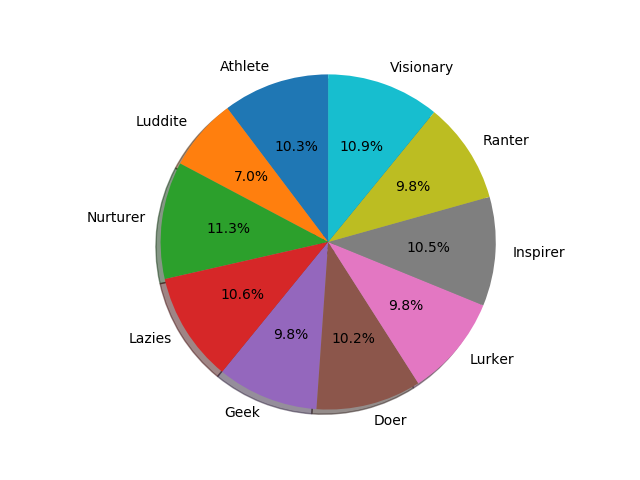 Athlete
Visionary
Luddite
Ranter
10.3%
10.9%
7.0%
9.8%
Nurturer
11.3%
10.5%
Inspirer
10.6%
9.8%
9.8%
10.2%
Lazies
Lurker
Geek
Doer